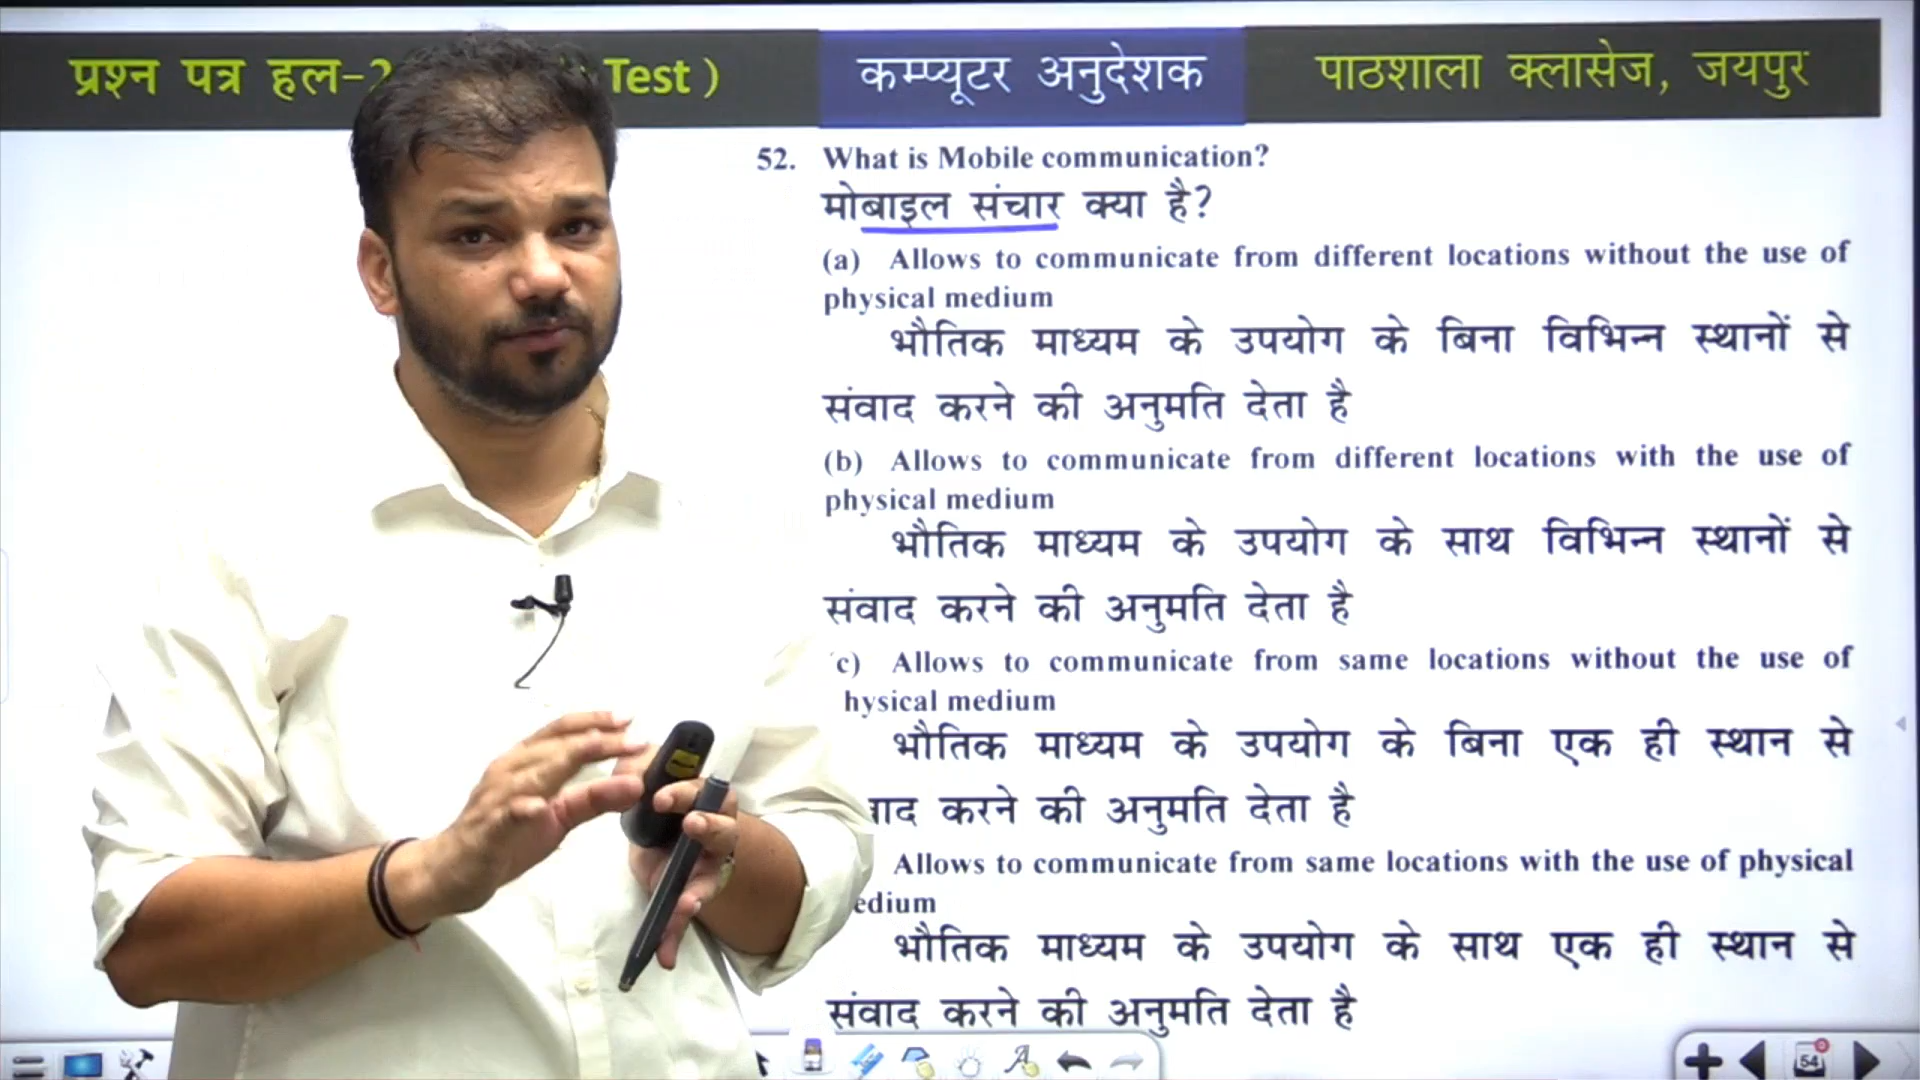 प्रश्न पत्र हल-2 Test )
कम्प्यूटर अनुदेशक
पाठशाला क्लासेज, जयपुर
52. What is Mobile communication?
मोबाइल संचार क्या है?
(a) Allows to communicate from different locations without the use of
physical medium
भौतिक माध्यम के उपयोग के बिना विभिन्न स्थानों से
संवाद करने की अनुमति देता है
(b) Allows to communicate from different locations with the use of
physical medium
भौतिक माध्यम के उपयोग के साथ विभिन्न स्थानों से
संवाद करने की अनुमति देता है
c) Allows to communicate from same locations without the use of
hysical medium
भौतिक माध्यम के उपयोग के बिना एक ही स्थान से
वाद करने की अनुमति देता है
Allows to communicate from same locations with the use of physical
edium
भौतिक माध्यम के उपयोग के साथ एक ही स्थान से
संवाद करने की अनुमति देता है
54